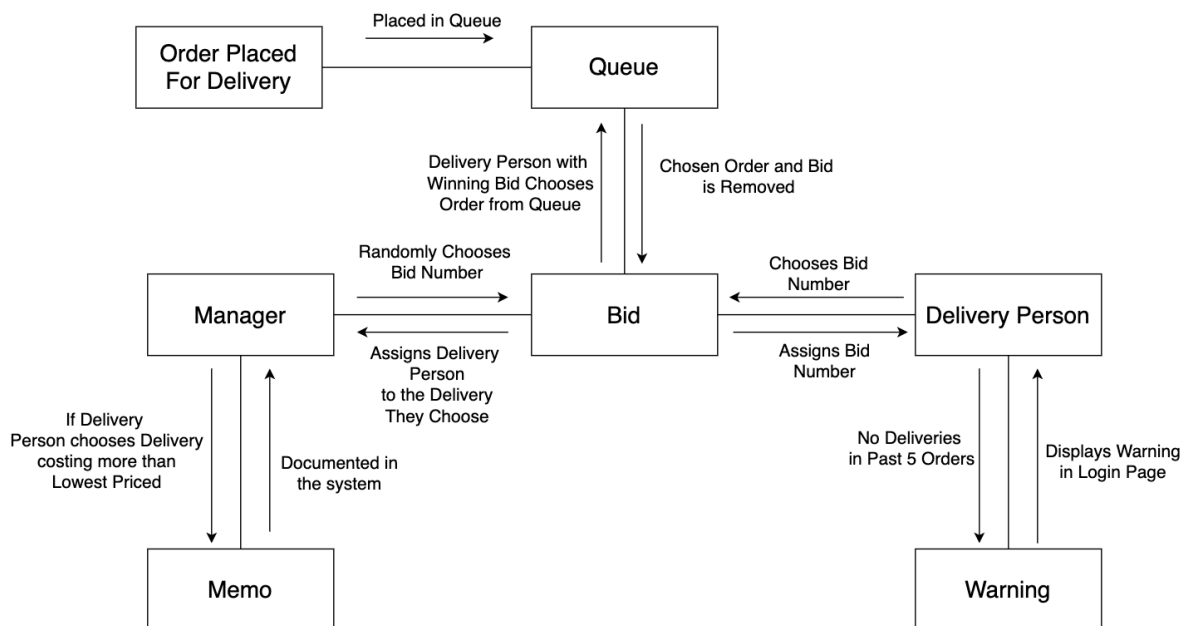 Placed in Queue
Order Placed
For Delivery
Queue
Delivery Person with
Winning Bid Chooses
Order from Queue
Chosen Order and Bid
is Removed
Randomly Chooses
Bid Number
Chooses Bid
Number
Manager
Bid
Delivery Person
Assigns Delivery
Person
to the Delivery
They Choose
Assigns Bid
Number
If Delivery
Person chooses Delivery
costing more than
Lowest Priced
Documented in
the system
No Deliveries
in Past 5 Orders
Displays Warning
in Login Page
Memo
Warning